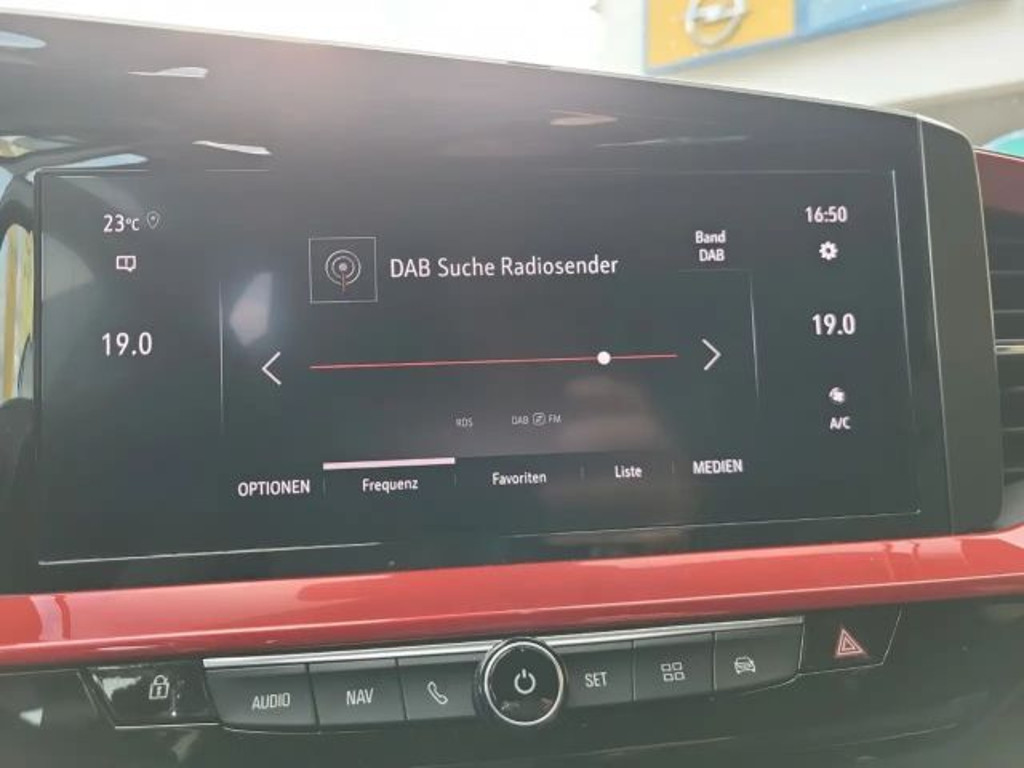 23°C
16:50
DAB Suche Radiosender
Band
DAB
19.0
19.0
RDS
DAB FM
A/C
OPTIONEN
Frequenz
Favoriten
Liste
MEDIEN
AUDIO
NAV
SET